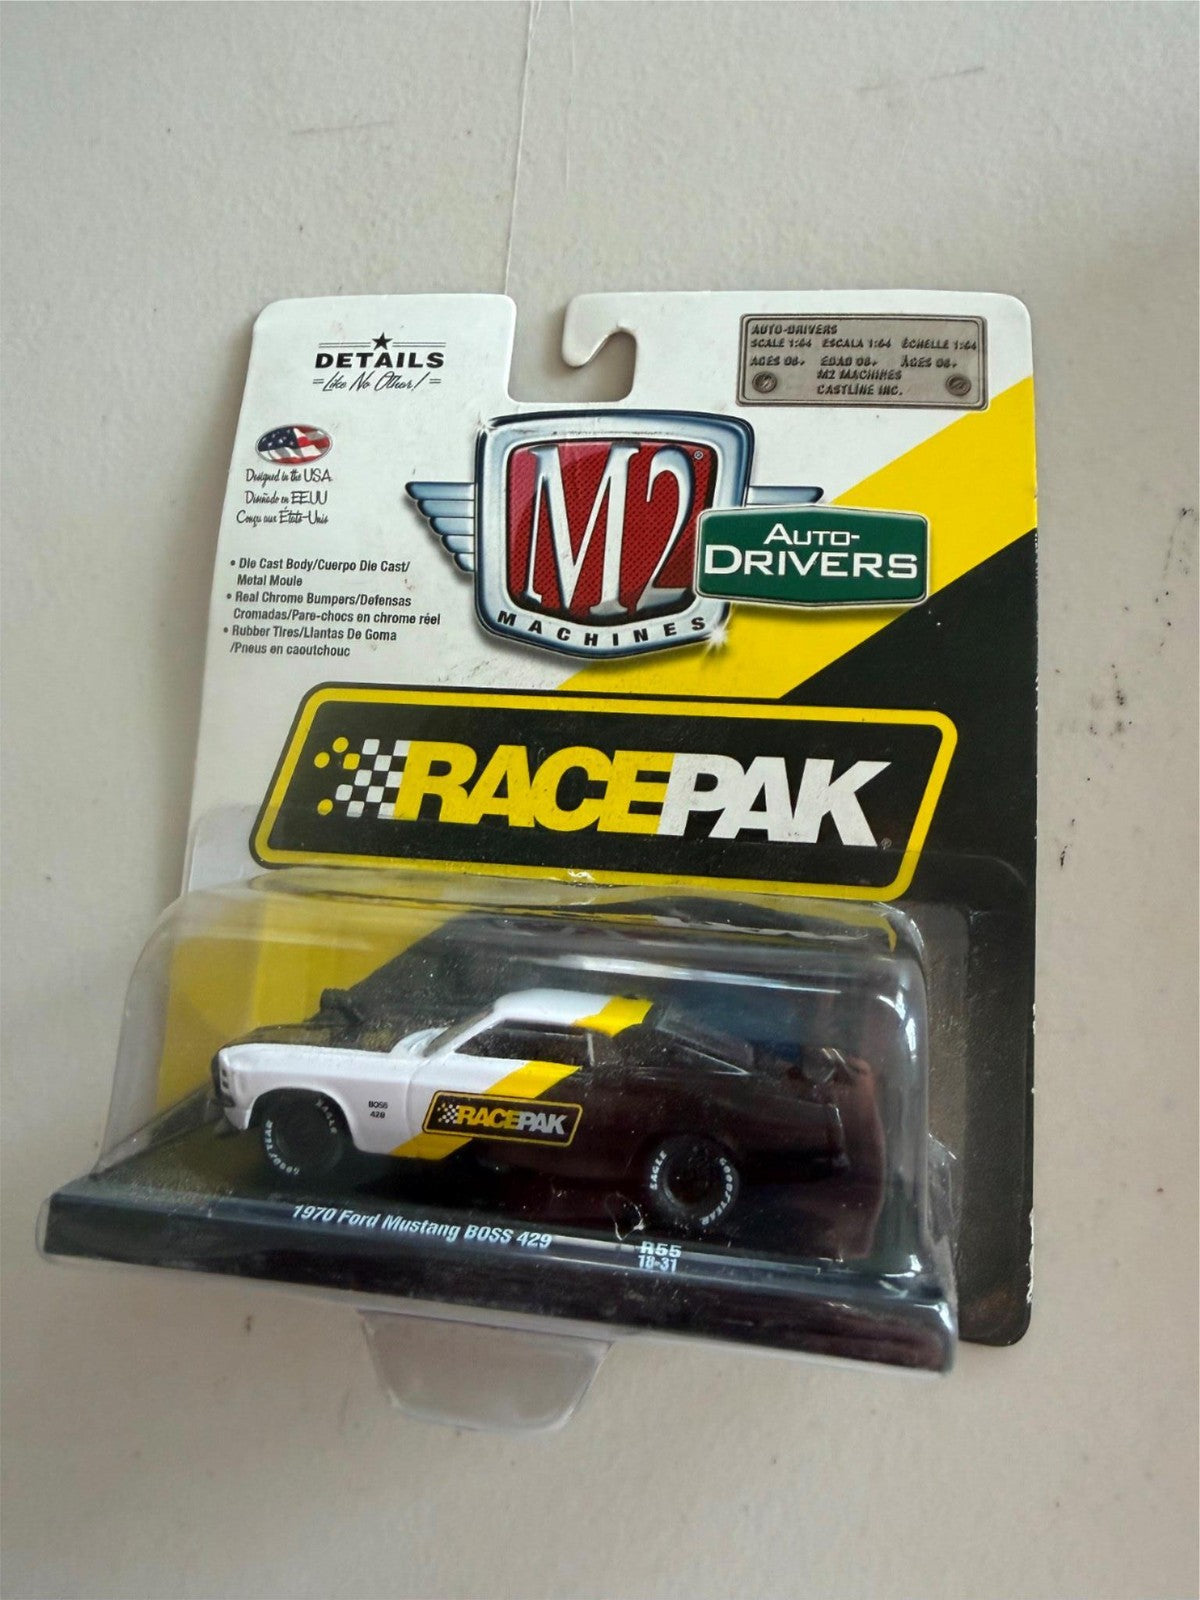 DETAILS
Like No Other!
AUTO-DRIVERS
SCALE 1:64 ESCALA 1:64 ÉCHELLE 1:64
AGES 08+ EDAD 08+ ÂGES 08+
M2 MACHINES
CASTLINE INC.
Designed in the USA
Diseñado en EEUU
Conçu aux États-Unis
M2®
MACHINES
AUTO-
DRIVERS
• Die Cast Body/Cuerpo Die Cast/
Metal Moule
• Real Chrome Bumpers/Defensas
Cromadas/Pare-chocs en chrome réel
• Rubber Tires/Llantas De Goma
/Pneus en caoutchouc
RACEPAK®
BOSS
429
RACEPAK
EAGLE
GOODYEAR
EAGLE
GOODYEAR
1970 Ford Mustang BOSS 429
R55
18-31